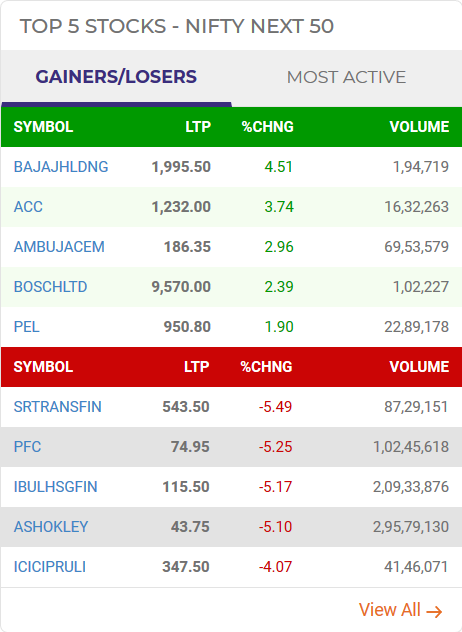 TOP 5 STOCKS - NIFTY NEXT 50
GAINERS/LOSERS MOST ACTIVE
SYMBOL LTP %CHNG VOLUME
BAJAJHLDNG 1,995.50 4.51 1,94,719
ACC 1,232.00 3.74 16,32,263
AMBUJACEM 186.35 2.96 69,53,579
BOSCHLTD 9,570.00 2.39 1,02,227
PEL 950.80 1.90 22,89,178
SYMBOL LTP %CHNG VOLUME
SRTRANSFIN 543.50 -5.49 87,29,151
PFC 74.95 -5.25 1,02,45,618
IBULHSGFIN 115.50 -5.17 2,09,33,876
ASHOKLEY 43.75 -5.10 2,95,79,130
ICICIPRULI 347.50 -4.07 41,46,071
View All →